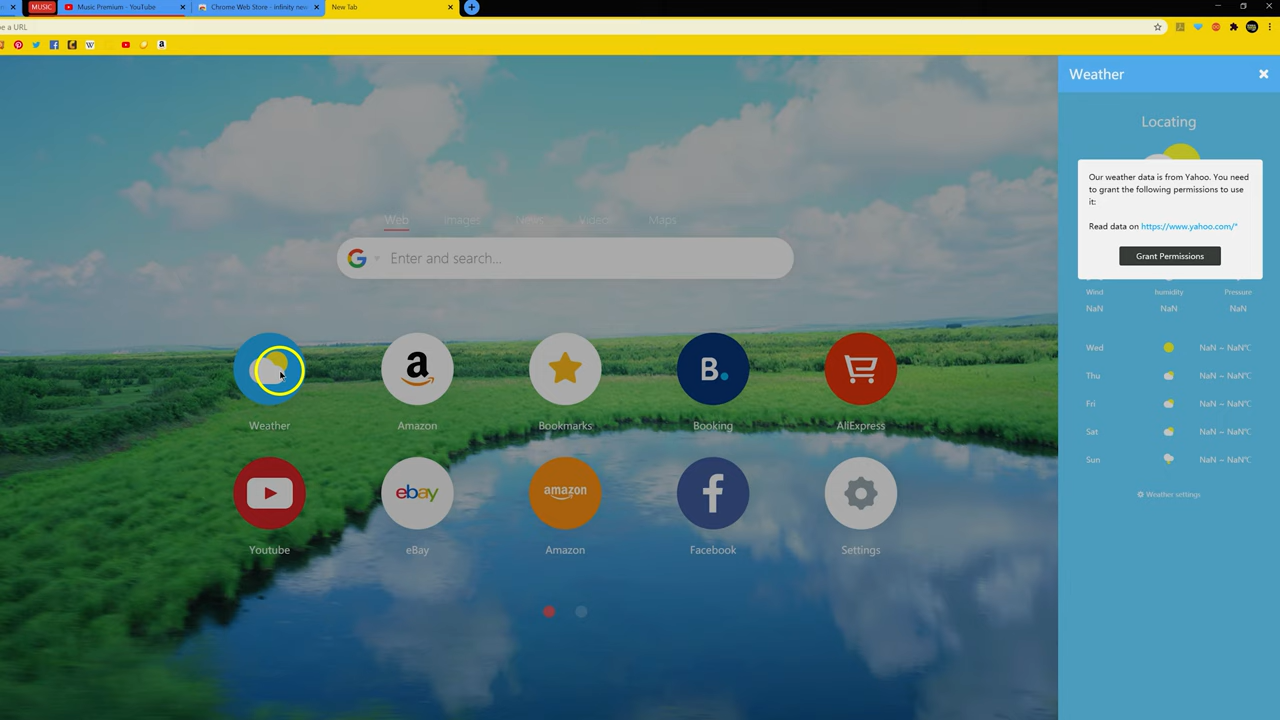 MUSIC
Music Premium - YouTube
Chrome Web Store - Infinity new
New Tab
e a URL
Weather
Locating
Our weather data is from Yahoo. You need
to grant the following permissions to use
it:
Read data on https://www.yahoo.com/*
Grant Permissions
Wind humidity Pressure
NaN NaN NaN
Wed NaN ~ NaN℃
Thu NaN ~ NaN℃
Fri NaN ~ NaN℃
Sat NaN ~ NaN℃
Sun NaN ~ NaN℃
Weather settings
Web Images News Videos Maps
Enter and search...
a B.
Weather Amazon Bookmarks Booking AliExpress
ebay amazon f
Youtube eBay Amazon Facebook Settings